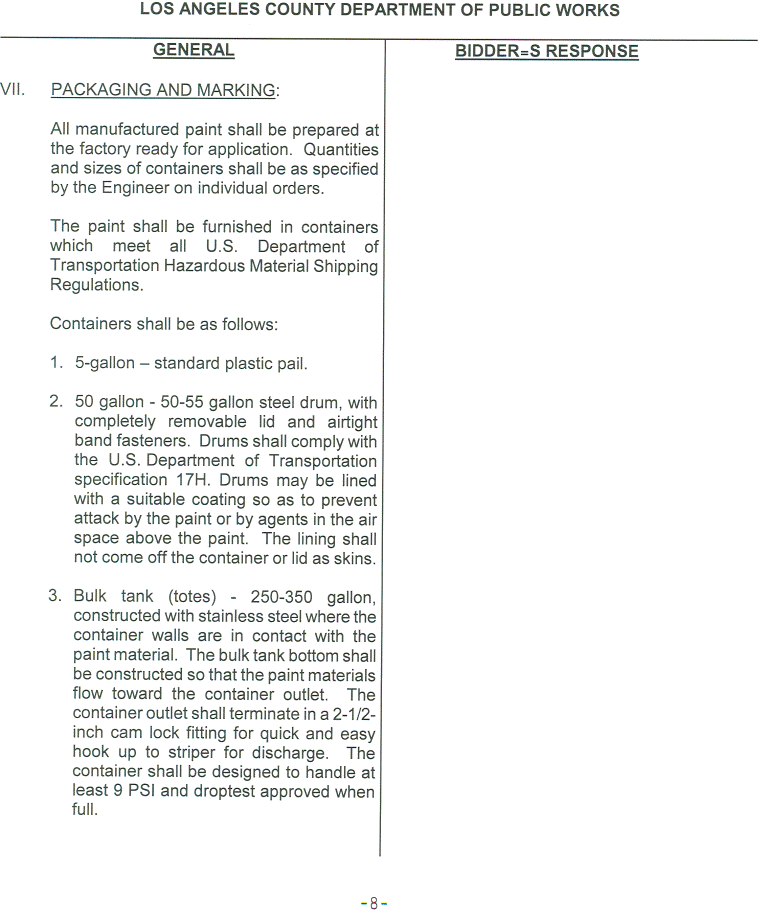 LOS ANGELES COUNTY DEPARTMENT OF PUBLIC WORKS
GENERAL
BIDDER=S RESPONSE
VII. PACKAGING AND MARKING:
All manufactured paint shall be prepared at
the factory ready for application. Quantities
and sizes of containers shall be as specified
by the Engineer on individual orders.
The paint shall be furnished in containers
which meet all U.S. Department of
Transportation Hazardous Material Shipping
Regulations.
Containers shall be as follows:
1. 5-gallon – standard plastic pail.
2. 50 gallon - 50-55 gallon steel drum, with
completely removable lid and airtight
band fasteners. Drums shall comply with
the U.S. Department of Transportation
specification 17H. Drums may be lined
with a suitable coating so as to prevent
attack by the paint or by agents in the air
space above the paint. The lining shall
not come off the container or lid as skins.
3. Bulk tank (totes) - 250-350 gallon,
constructed with stainless steel where the
container walls are in contact with the
paint material. The bulk tank bottom shall
be constructed so that the paint materials
flow toward the container outlet. The
container outlet shall terminate in a 2-1/2-
inch cam lock fitting for quick and easy
hook up to striper for discharge. The
container shall be designed to handle at
least 9 PSI and droptest approved when
full.
-8-